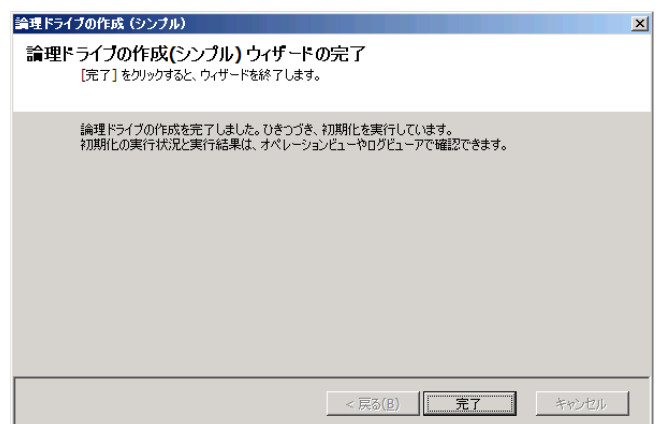 論理ドライブの作成 (シンプル)
論理ドライブの作成(シンプル) ウィザードの完了
[完了] をクリックすると、ウィザードを終了します。
論理ドライブの作成を完了しました。ひきつづき、初期化を実行しています。
初期化の実行状況と実行結果は、オペレーションビューやログビューアで確認できます。
< 戻る(B) 完了 キャンセル